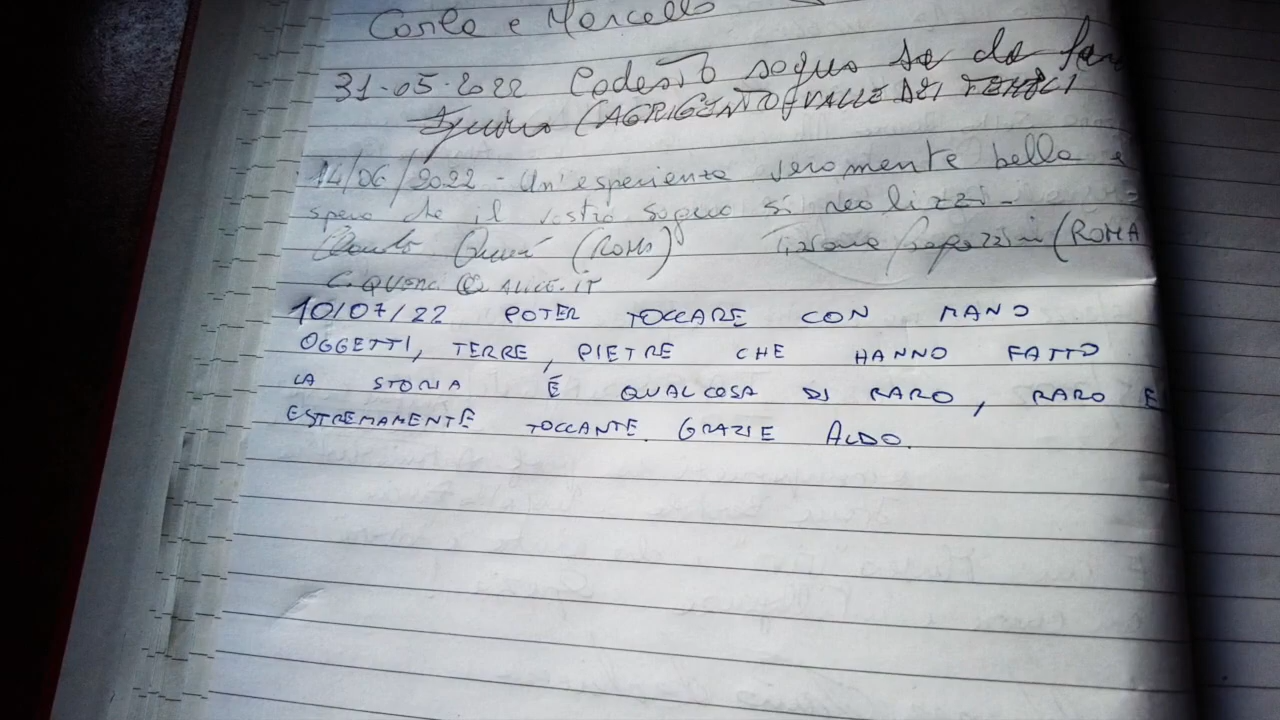 Carla e Marcello
31-05-2022 Codesto sogno se da far
(AGRIGENTO) VALLE DEI TEMPLI
14/06/2022 - Un'esperienza veramente bella e
spero che il vostro sogno si realizzi -
(ROMA) Tiziana (ROMA
10/07/22 POTER TOCCARE CON MANO
OGGETTI, TERRE, PIETRE CHE HANNO FATTO
LA STORIA É QUALCOSA DI RARO, RARO E
ESTREMAMENTE TOCCANTE. GRAZIE ALDO.